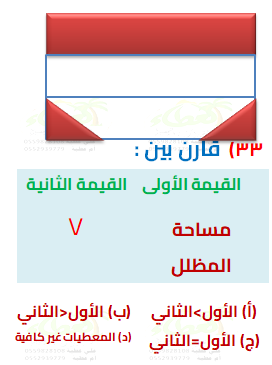 ٣٣) قارن بين :
القيمة الأولى القيمة الثانية
مساحة المظلل ٧
(أ) الأول>الثاني (ب) الأول<الثاني
(ج) الأول=الثاني (د) المعطيات غير كافية